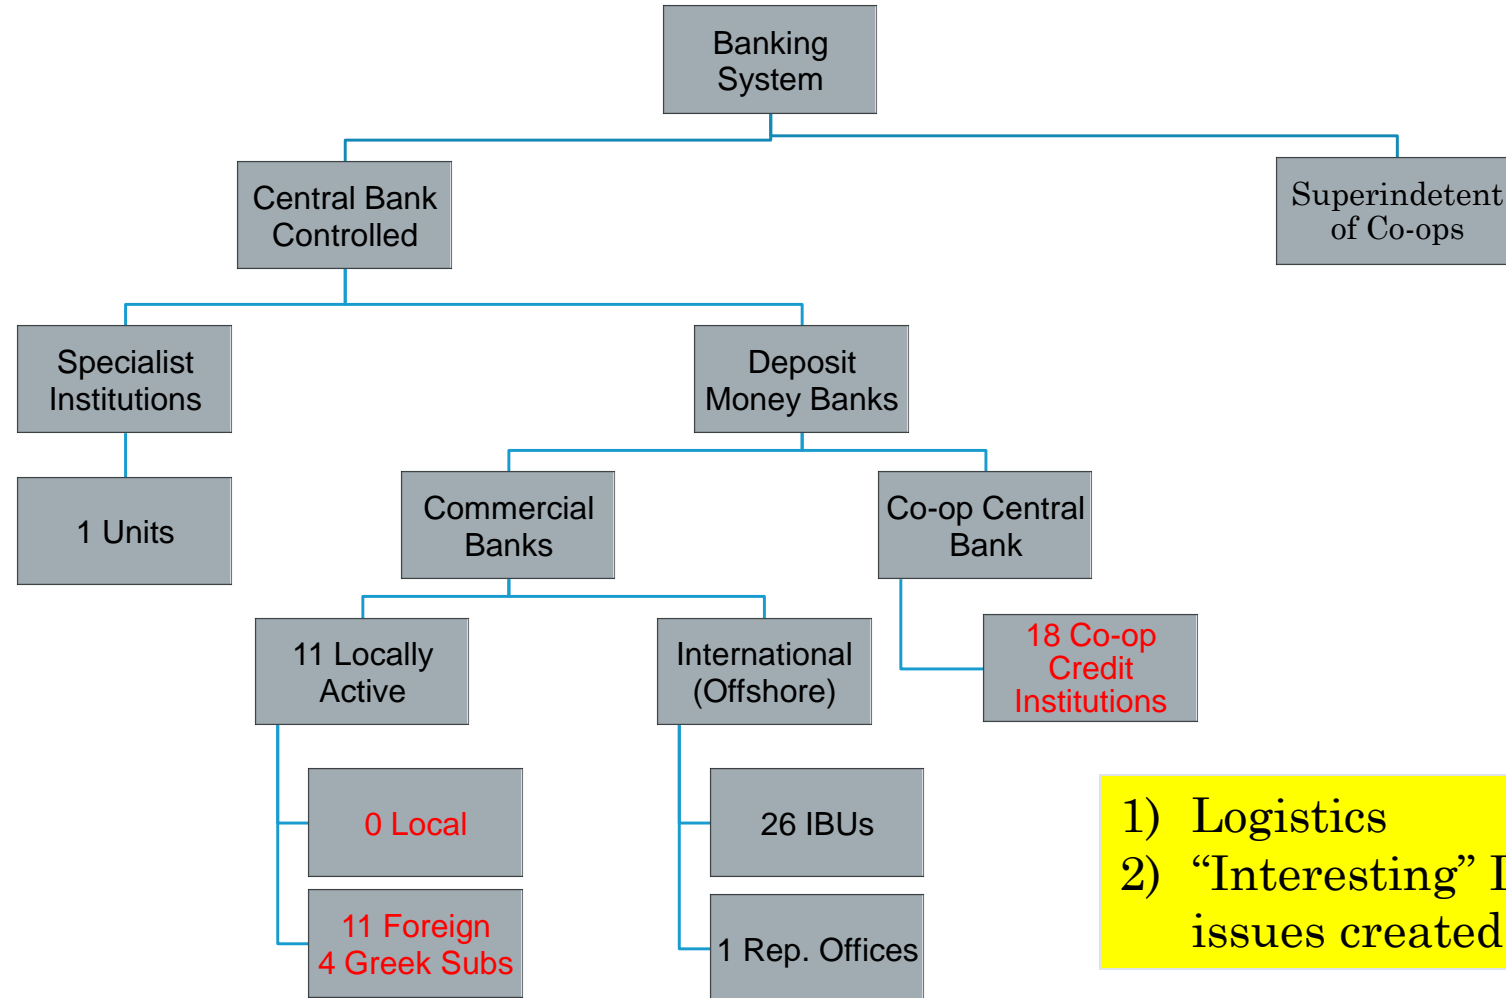 Banking
System
Central Bank
Controlled
Superindetent
of Co-ops
Specialist
Institutions
Deposit
Money Banks
1 Units
Commercial
Banks
Co-op Central
Bank
11 Locally
Active
International
(Offshore)
18 Co-op
Credit
Institutions
0 Local
26 IBUs
11 Foreign
4 Greek Subs
1 Rep. Offices
1) Logistics
2) “Interesting”
issues created